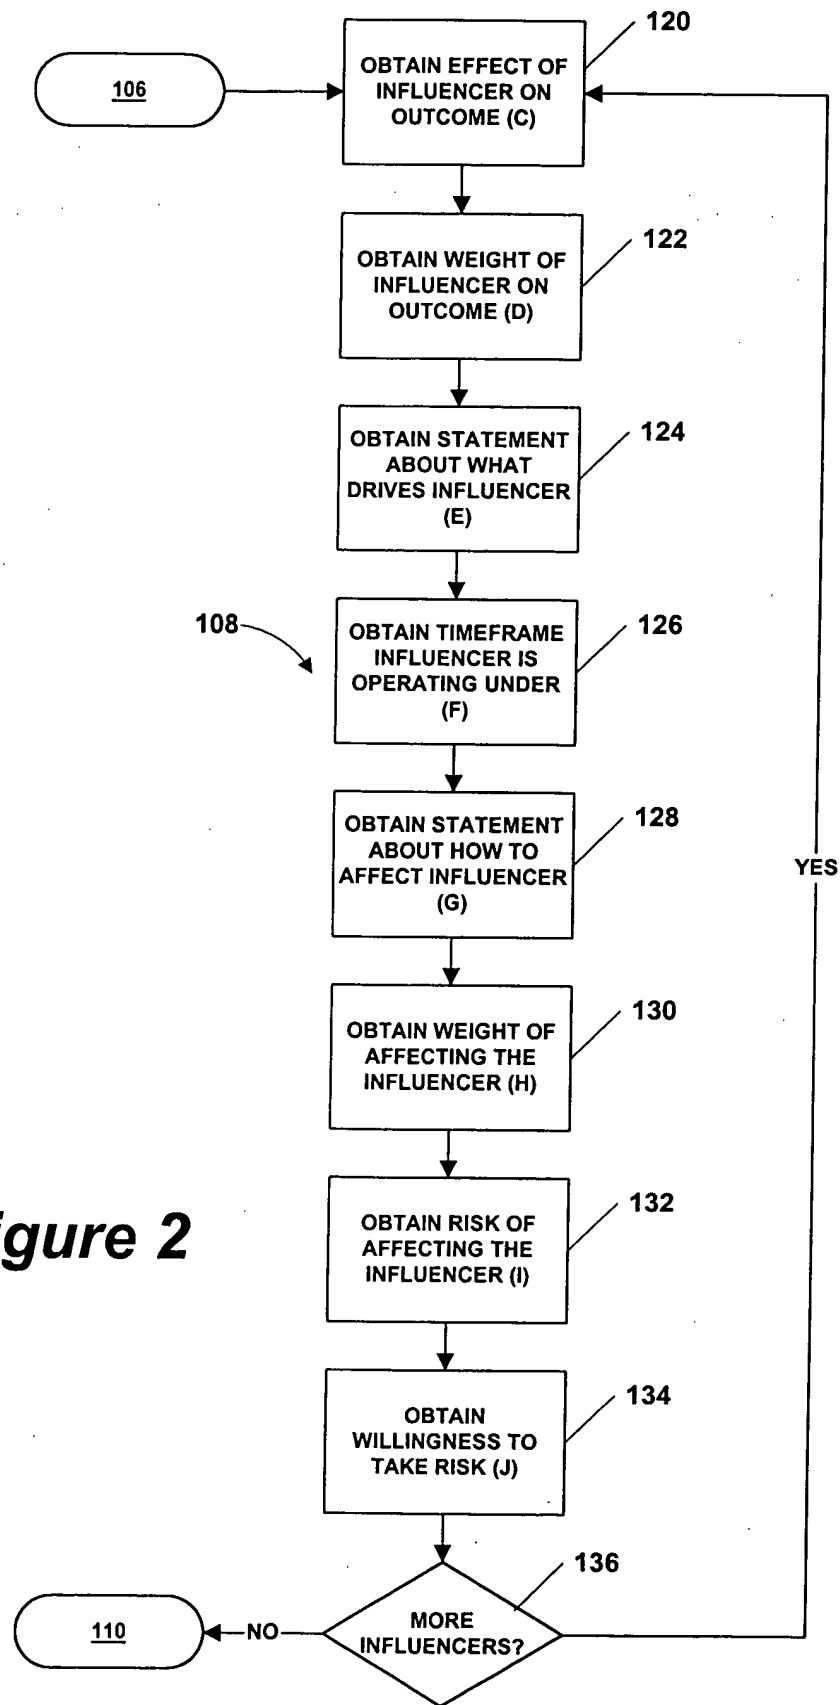 120
106
OBTAIN EFFECT OF
INFLUENCER ON
OUTCOME (C)
122
OBTAIN WEIGHT OF
INFLUENCER ON
OUTCOME (D)
124
OBTAIN STATEMENT
ABOUT WHAT
DRIVES INFLUENCER
(E)
108
126
OBTAIN TIMEFRAME
INFLUENCER IS
OPERATING UNDER
(F)
128
OBTAIN STATEMENT
ABOUT HOW TO
AFFECT INFLUENCER
(G)
YES
130
OBTAIN WEIGHT OF
AFFECTING THE
INFLUENCER (H)
132
OBTAIN RISK OF
AFFECTING THE
INFLUENCER (I)
igure 2
134
OBTAIN
WILLINGNESS TO
TAKE RISK (J)
136
MORE
INFLUENCERS?
NO
110